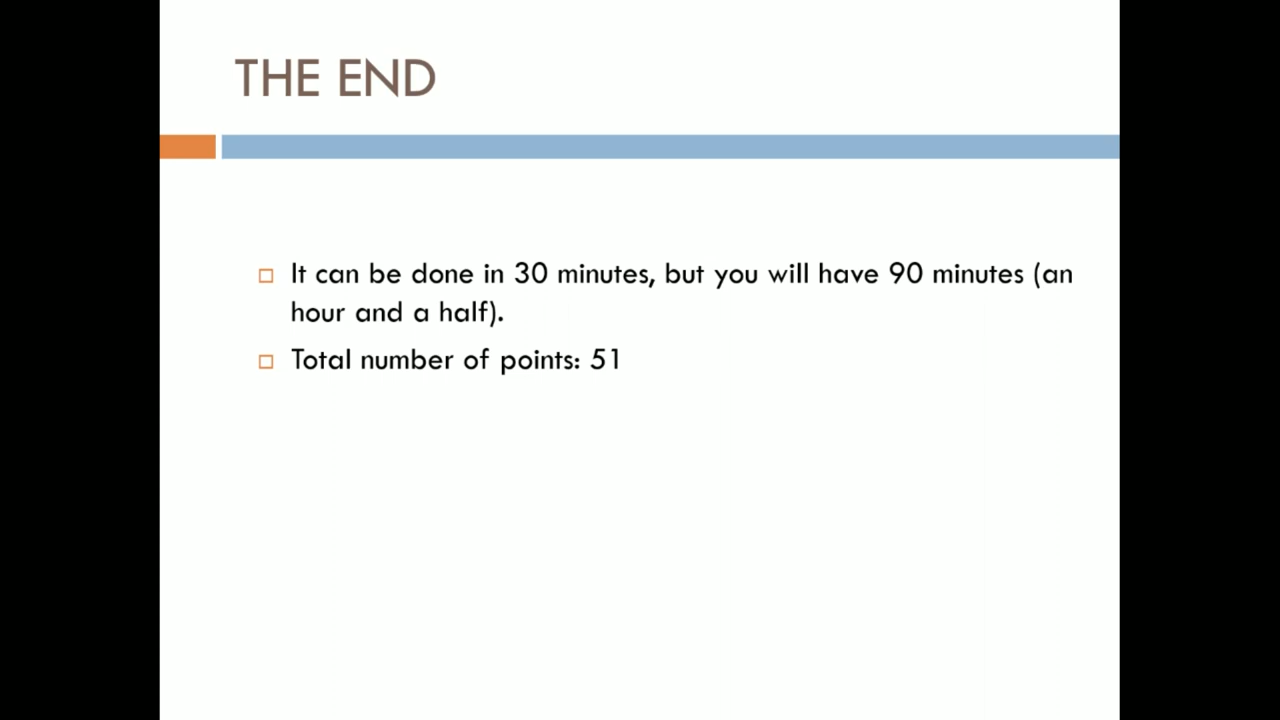 THE END
It can be done in 30 minutes, but you will have 90 minutes (an
hour and a half).
Total number of points: 51